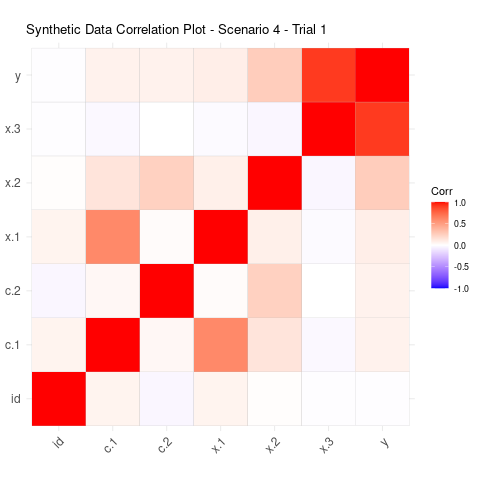 Synthetic Data Correlation Plot - Scenario 4 - Trial 1
y
x.3
x.2
x.1
c.2
c.1
id
id
c.1
c.2
x.1
x.2
x.3
y
Corr
1.0
0.5
0.0
-0.5
-1.0